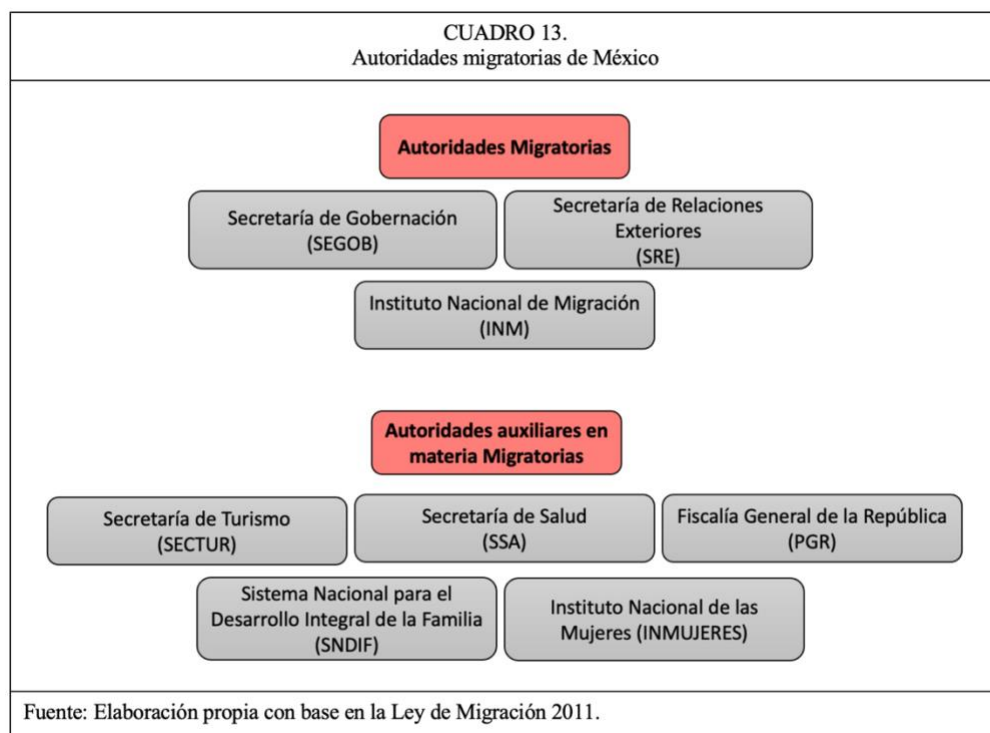 CUADRO 13.
Autoridades migratorias de México
Autoridades Migratorias
Secretaría de Gobernación
(SEGOB)
Secretaría de Relaciones
Exteriores
(SRE)
Instituto Nacional de Migración
(INM)
Autoridades auxiliares en
materia Migratorias
Secretaría de Turismo
(SECTUR)
Secretaría de Salud
(SSA)
Fiscalía General de la República
(PGR)
Sistema Nacional para el
Desarrollo Integral de la Familia
(SNDIF)
Instituto Nacional de las
Mujeres (INMUJERES)
Fuente: Elaboración propia con base en la Ley de Migración 2011.